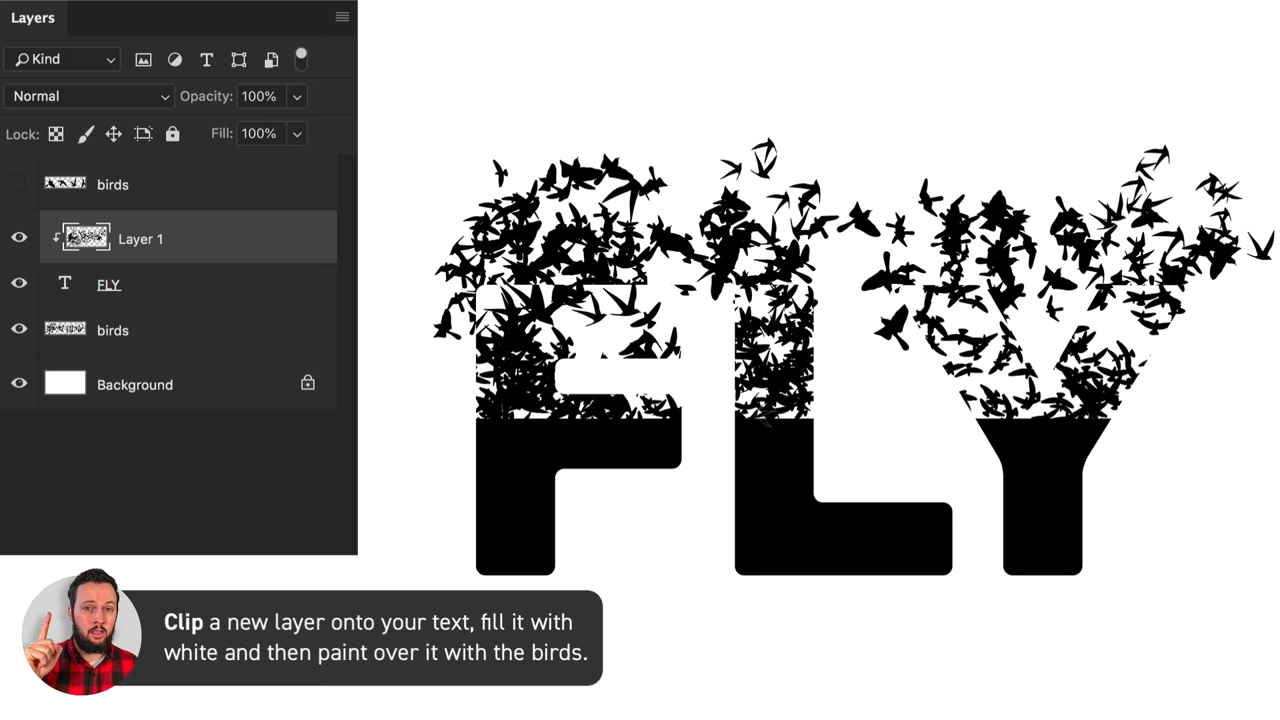 Layers
Kind
Normal Opacity: 100%
Lock: Fill: 100%
birds
Layer 1
T FLY
birds
Background
FLY
Clip a new layer onto your text, fill it with
white and then paint over it with the birds.